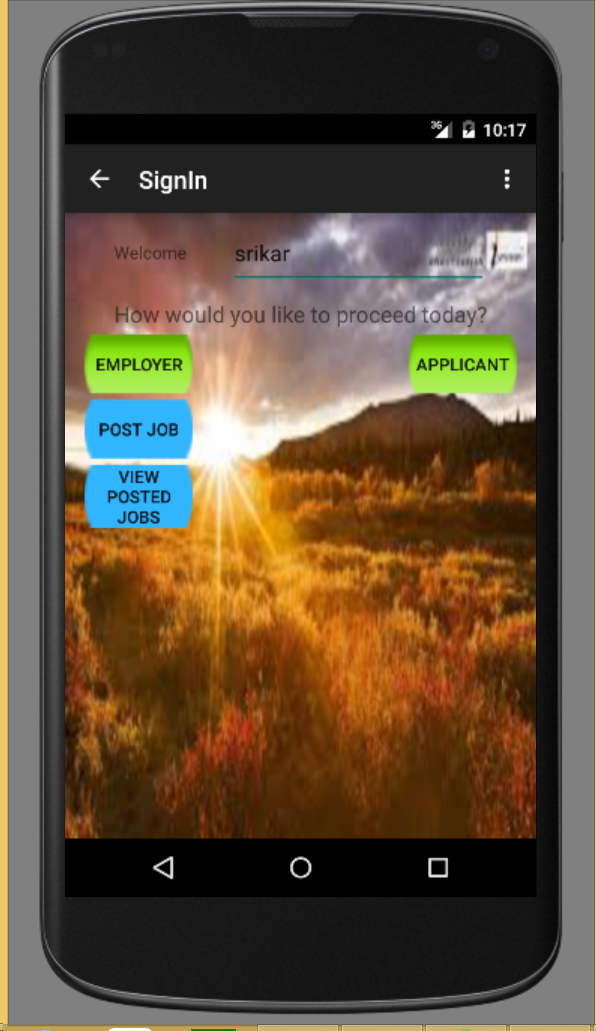 3G 10:17
SignIn
Welcome srikar
How would you like to proceed today?
EMPLOYER APPLICANT
POST JOB
VIEW
POSTED
JOBS